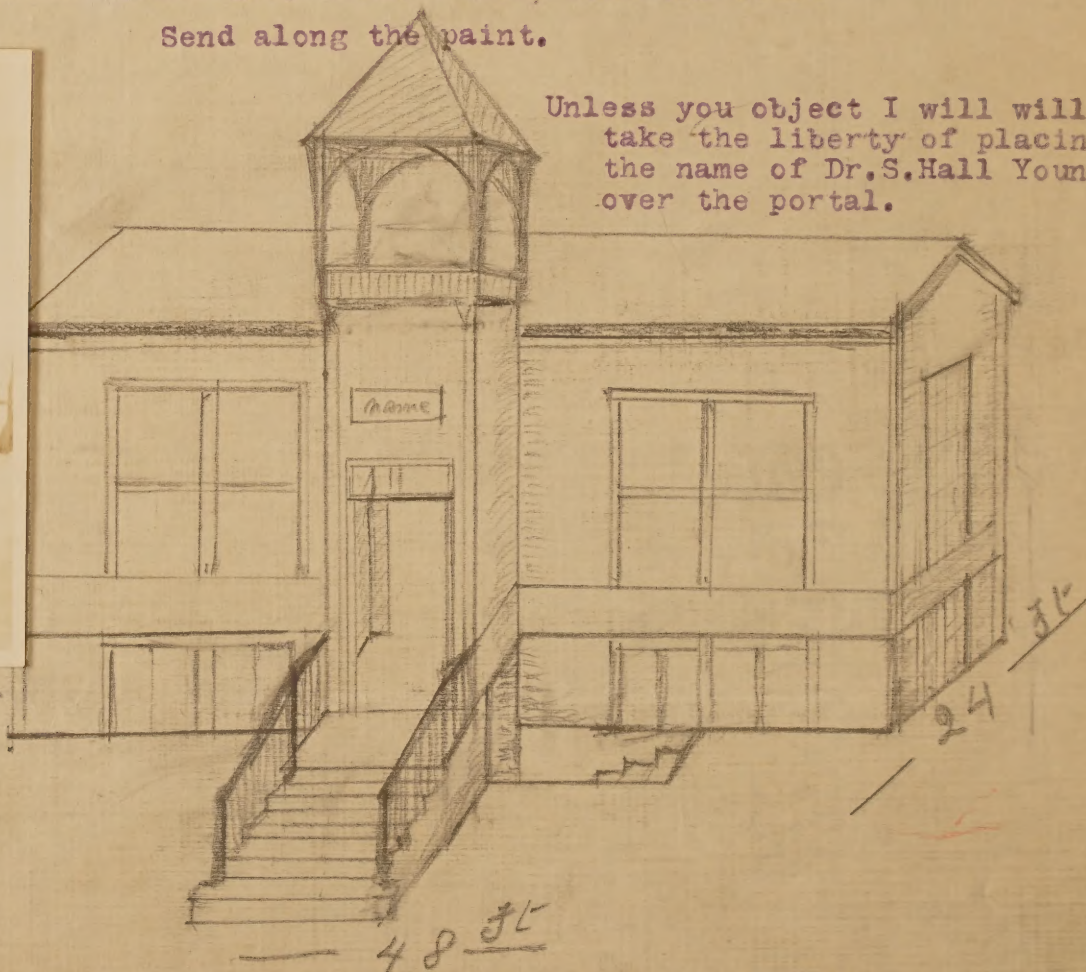 Send along the paint.
Unless you object I will will
take the liberty of placin
the name of Dr.S.Hall Youn
over the portal.
name
24 ft
48 ft